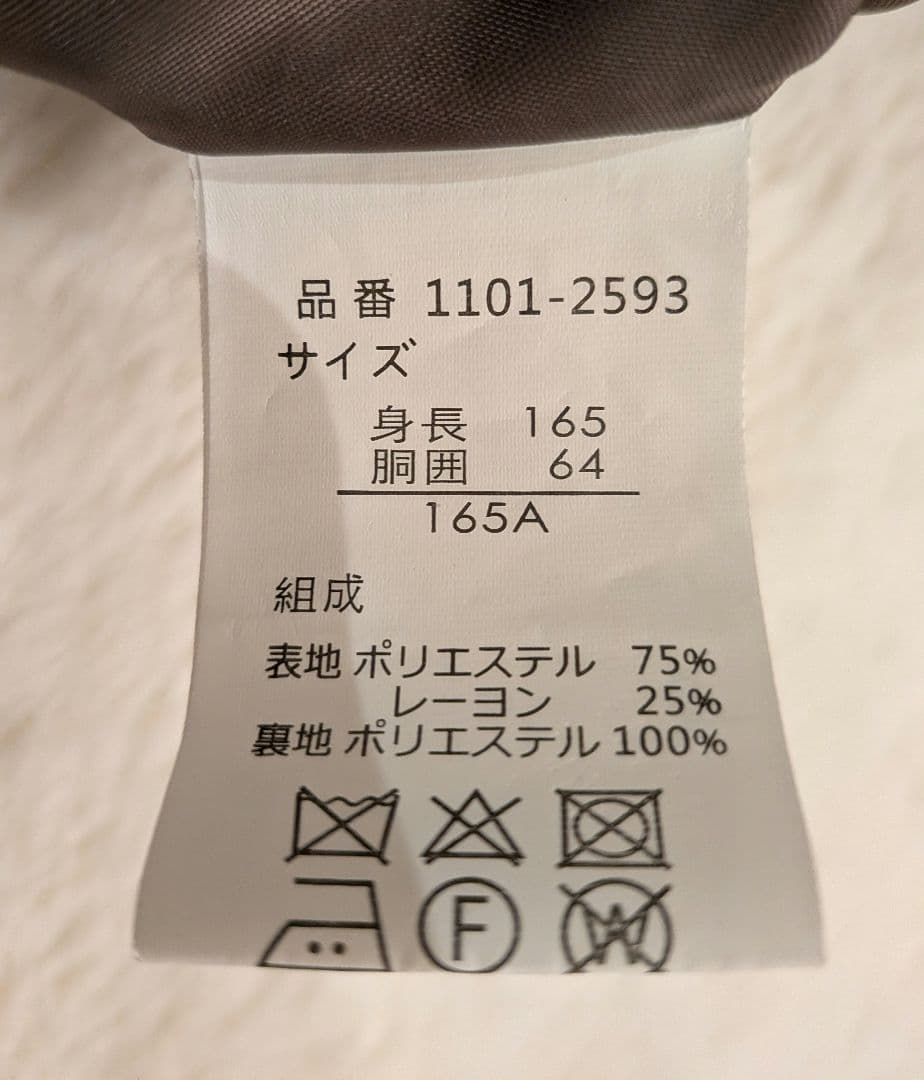 品番 1101-2593
サイズ
身長 165
胴囲 64
165A
組成
表地 ポリエステル 75%
レーヨン 25%
裏地 ポリエステル 100%
F
W